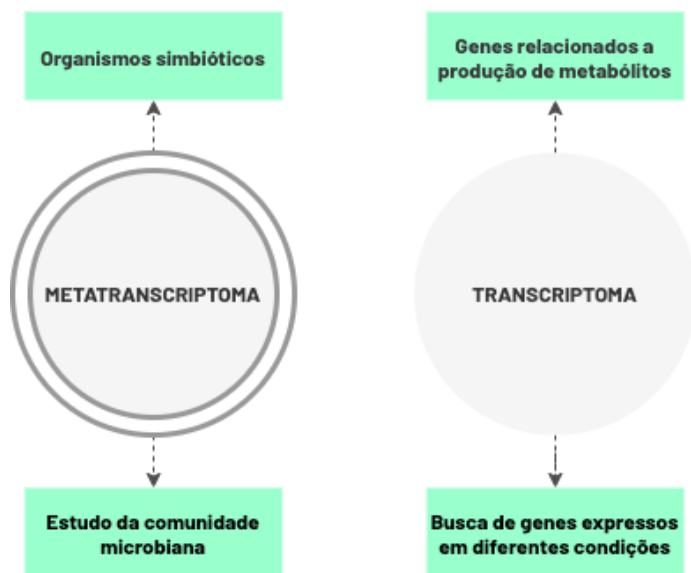 Organismos simbióticos
Genes relacionados a
produção de metabólitos
METATRANSCRIPTOMA
TRANSCRIPTOMA
Estudo da comunidade
microbiana
Busca de genes expressos
em diferentes condições